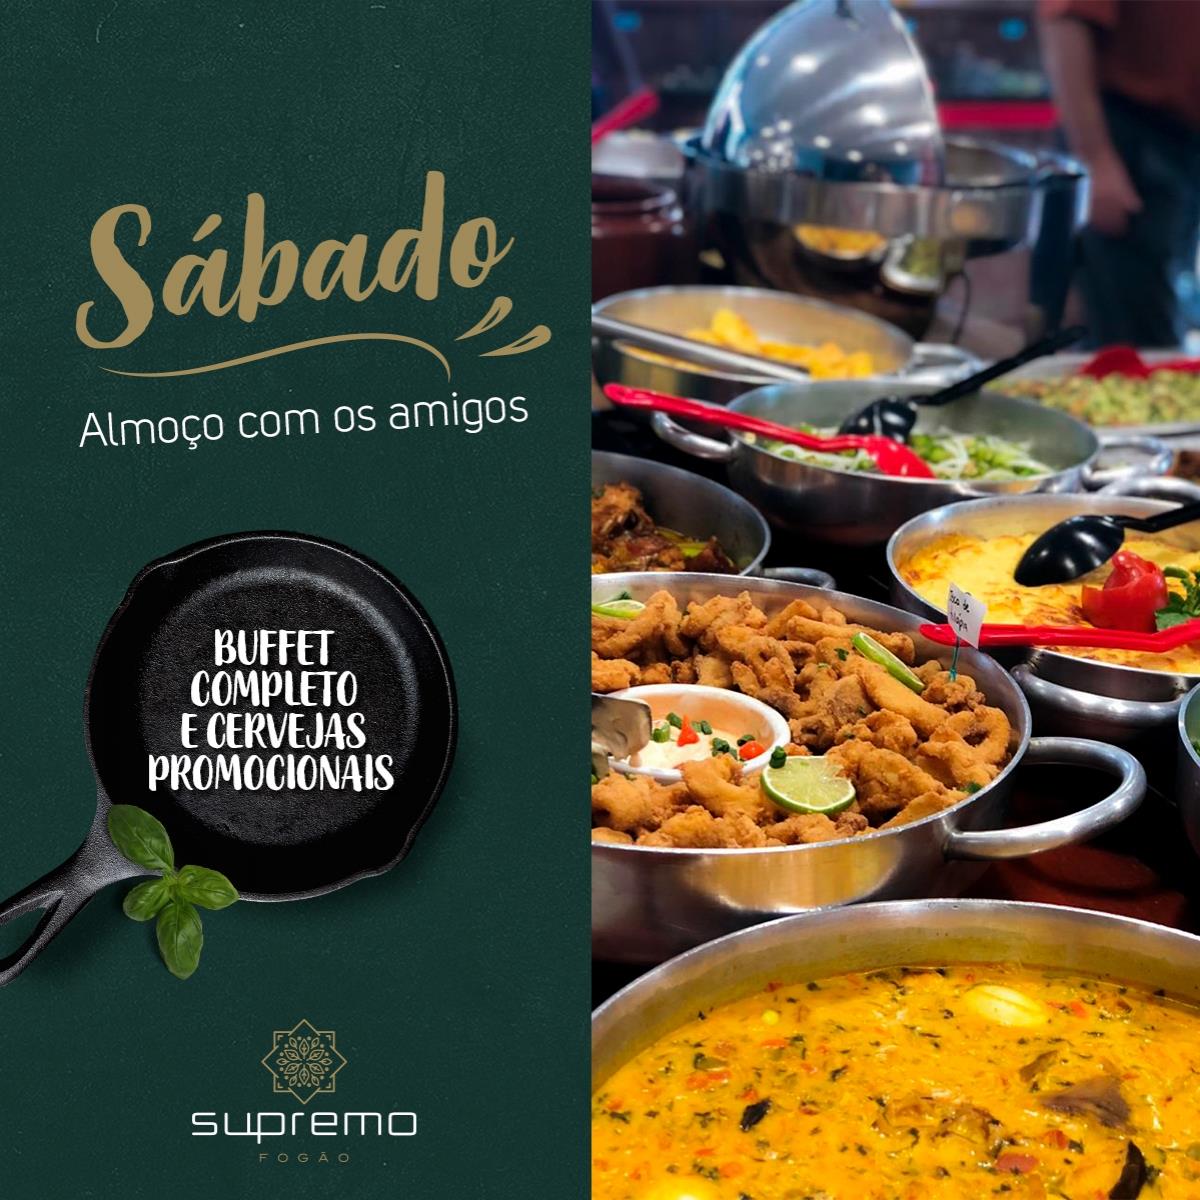 Sábado
Almoço com os amigos
BUFFET
COMPLETO
E CERVEJAS
PROMOCIONAIS
supremo
FOGÃO